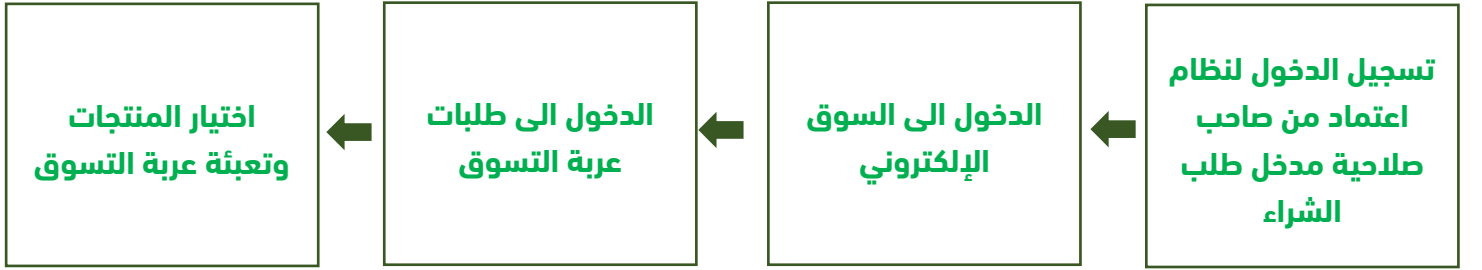 تسجيل الدخول لنظام
اعتماد من صاحب
صلاحية مدخل طلب
الشراء
الدخول الى السوق
الإلكتروني
الدخول الى طلبات
عربة التسوق
اختيار المنتجات
وتعبئة عربة التسوق